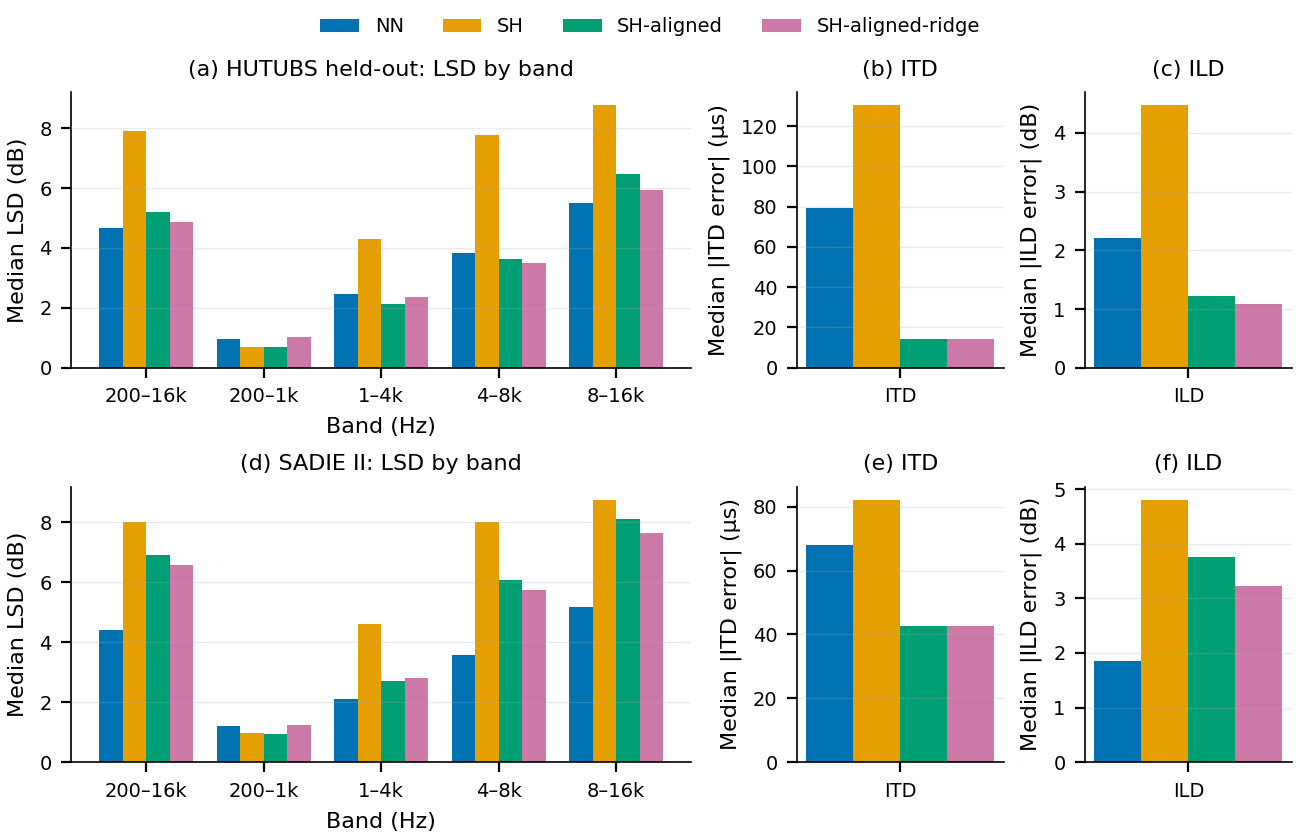 NN SH SH-aligned SH-aligned-ridge
(a) HUTUBS held-out: LSD by band
Median LSD (dB)
8
6
4
2
0
200–16k 200–1k 1–4k 4–8k 8–16k
Band (Hz)
(b) ITD
Median |ITD error| (µs)
120
100
80
60
40
20
0
ITD
(c) ILD
Median |ILD error| (dB)
4
3
2
1
0
ILD
(d) SADIE II: LSD by band
Median LSD (dB)
8
6
4
2
0
200–16k 200–1k 1–4k 4–8k 8–16k
Band (Hz)
(e) ITD
Median |ITD error| (µs)
80
60
40
20
0
ITD
(f) ILD
Median |ILD error| (dB)
5
4
3
2
1
0
ILD